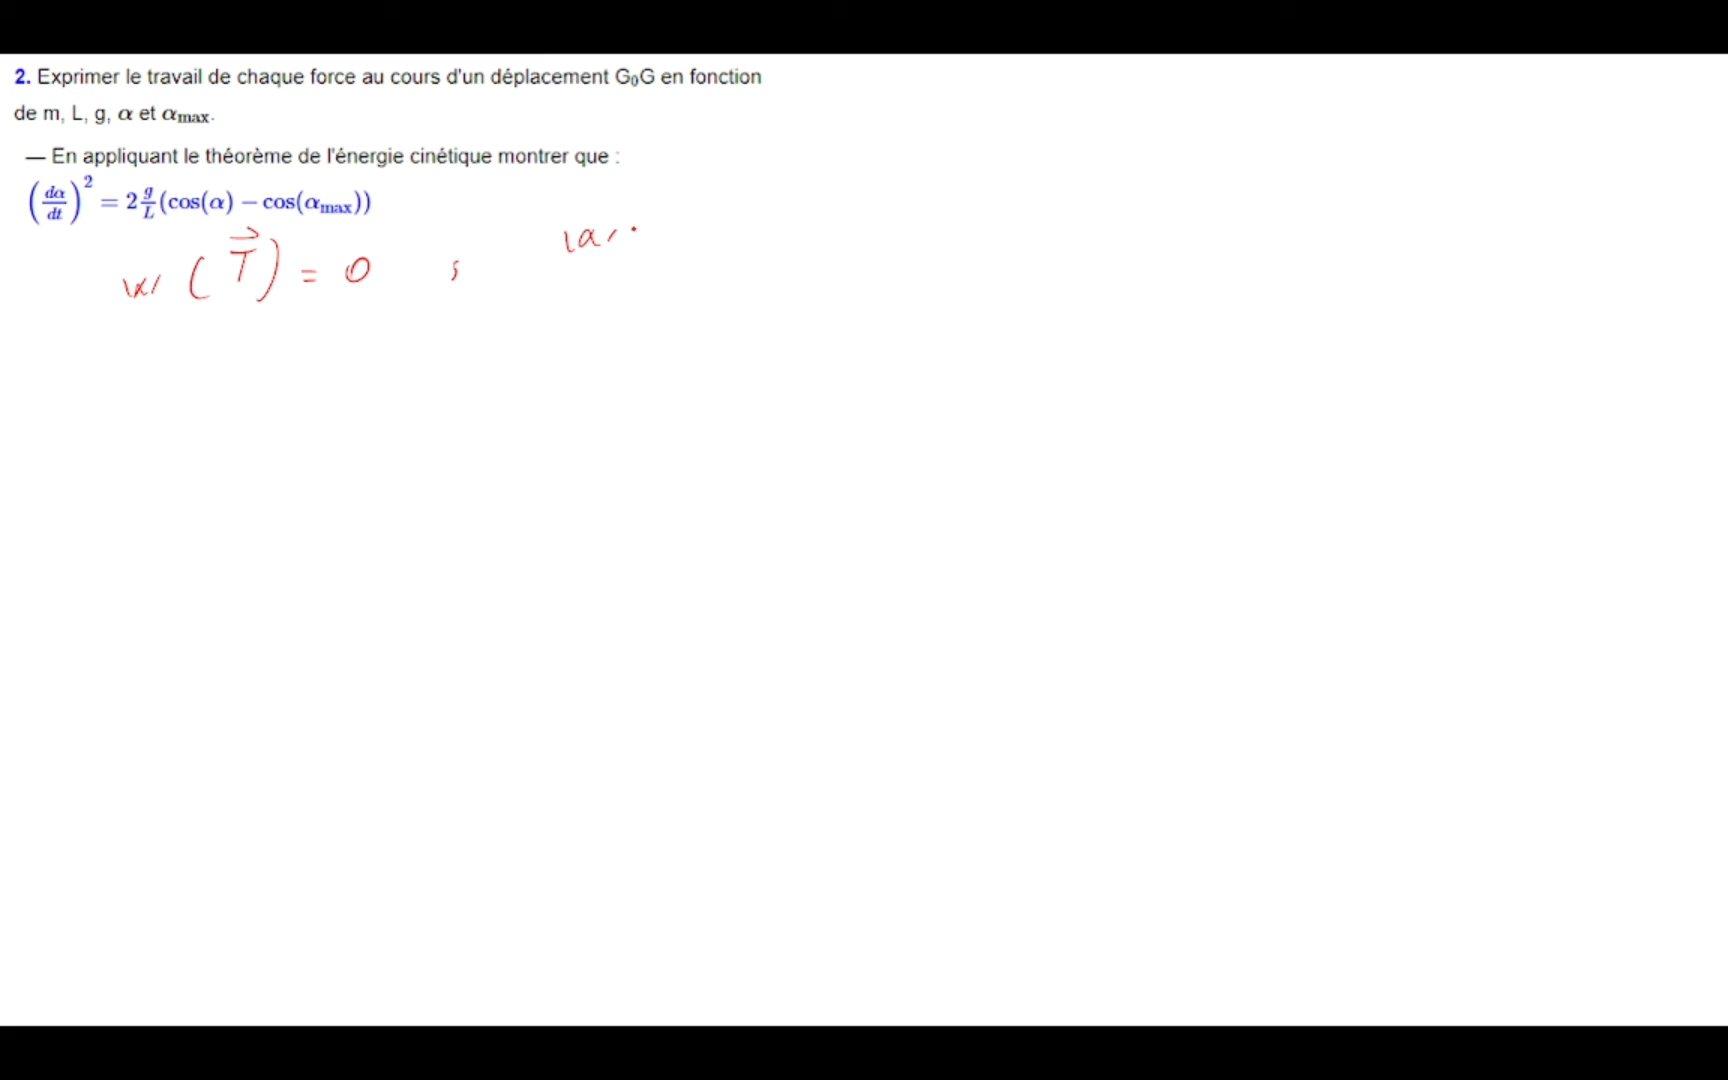 2. Exprimer le travail de chaque force au cours d'un déplacement G₀G en fonction
de m, L, g, α et αmax.
— En appliquant le théorème de l'énergie cinétique montrer que :
(dα/dt)² = 2 g/L (cos(α) − cos(αmax))
w (T⃗) = 0 ;